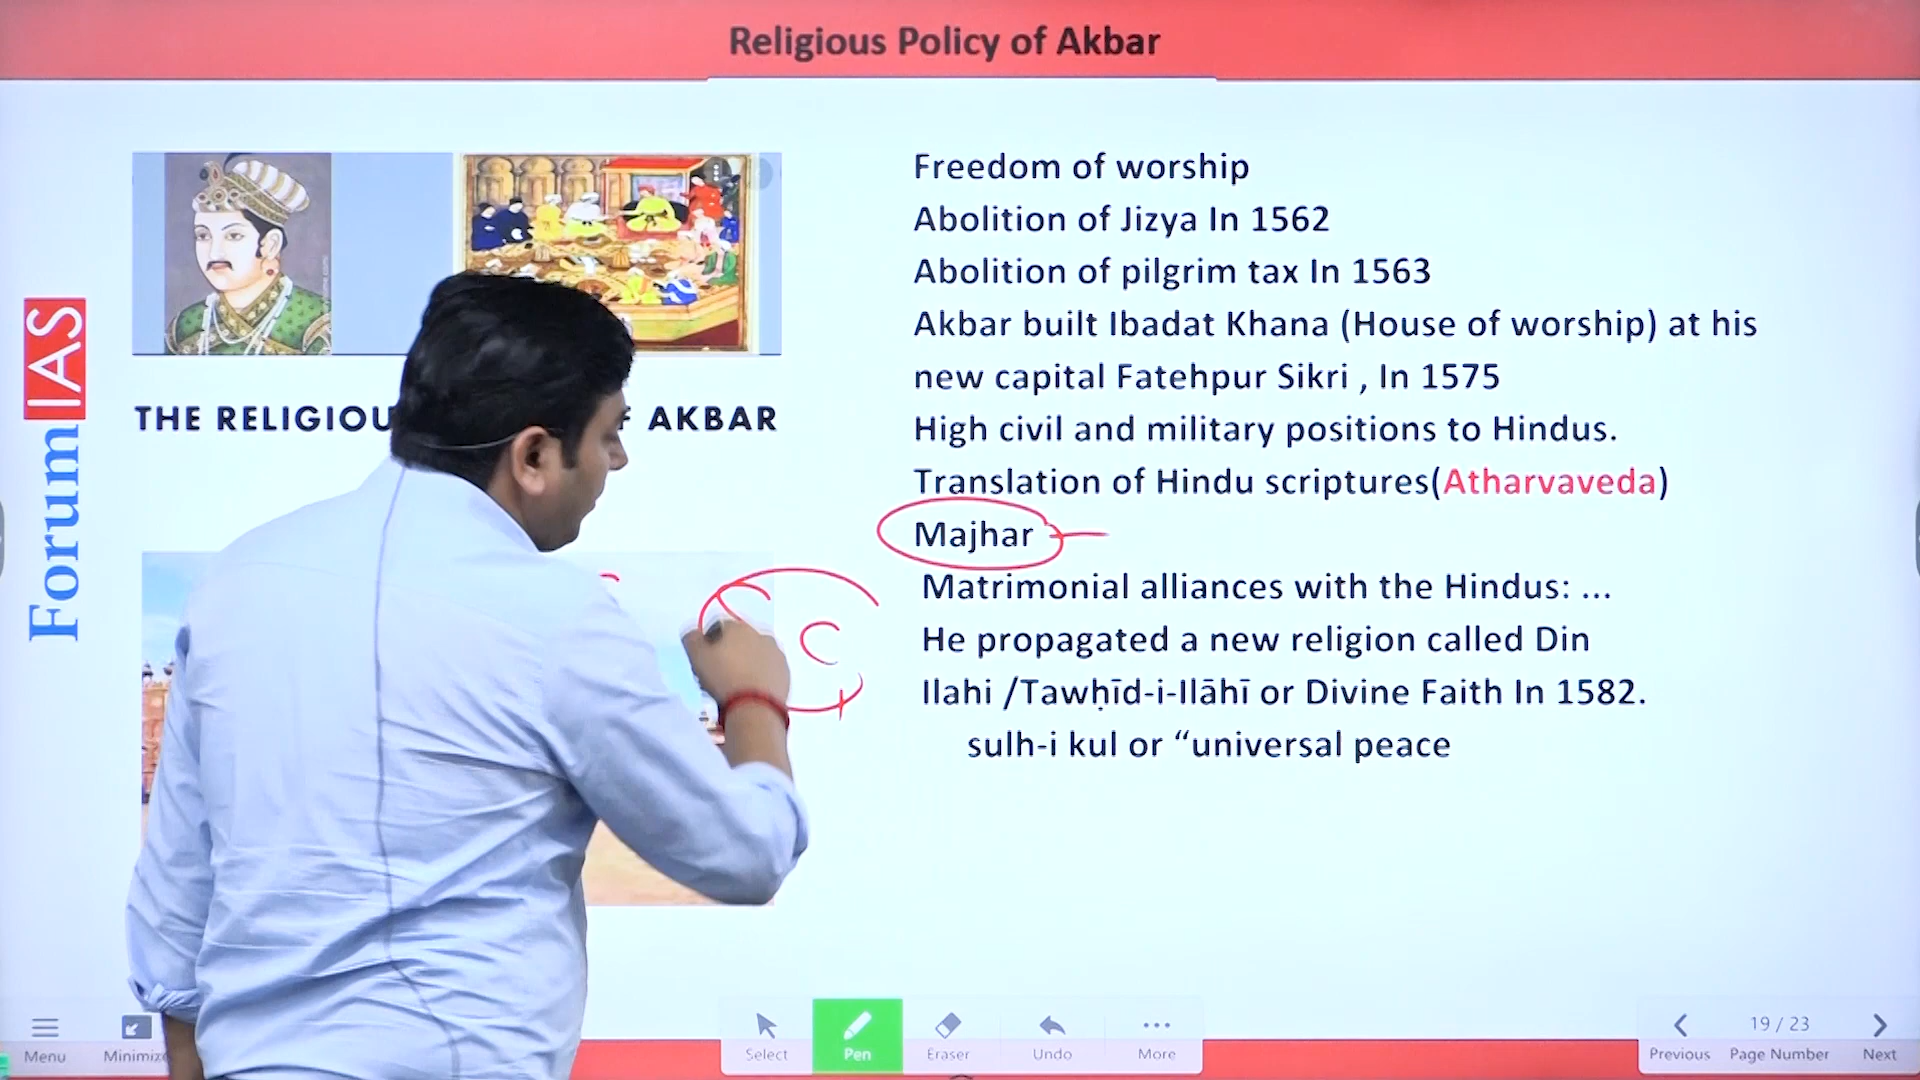 Religious Policy of Akbar
Forum IAS
THE RELIGIOU
AKBAR
Freedom of worship
Abolition of Jizya In 1562
Abolition of pilgrim tax In 1563
Akbar built Ibadat Khana (House of worship) at his
new capital Fatehpur Sikri , In 1575
High civil and military positions to Hindus.
Translation of Hindu scriptures(Atharvaveda)
Majhar
Matrimonial alliances with the Hindus: ...
He propagated a new religion called Din
Ilahi /Tawḥīd-i-Ilāhī or Divine Faith In 1582.
sulh-i kul or “universal peace
C
Menu
Minimize
Select
Pen
Eraser
Undo
More
19 / 23
Previous
Page Number
Next